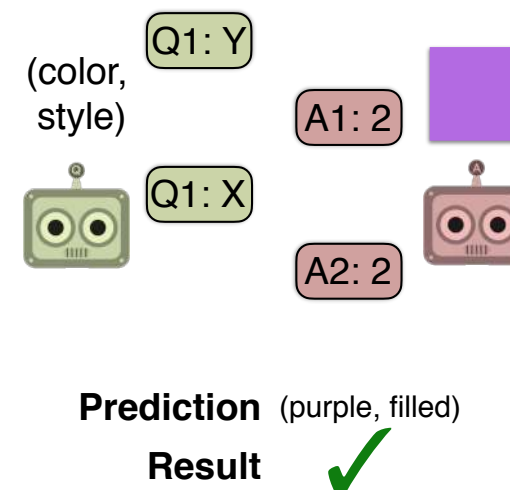 Q1: Y
(color,
style)
A1: 2
Q
A
Q1: X
A2: 2
Prediction (purple, filled)
Result